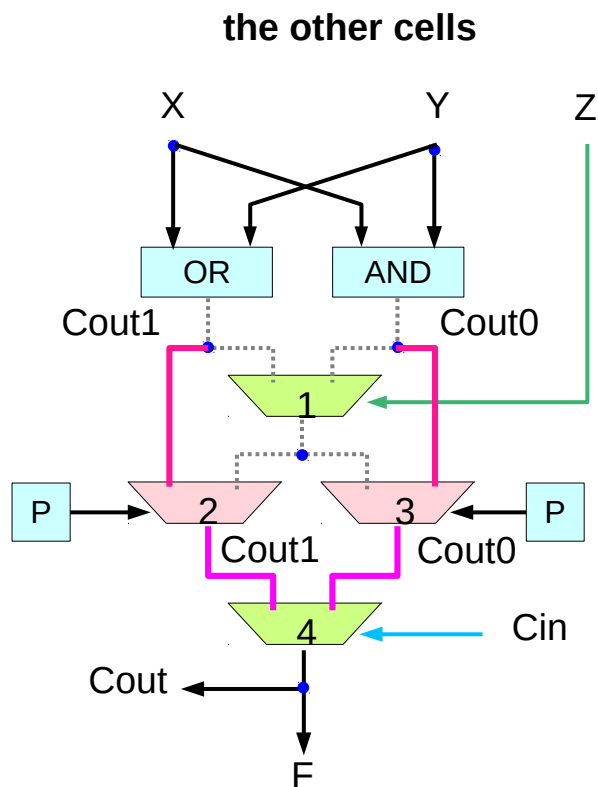 the other cells
X Y Z
OR AND
Cout1 Cout0
1
P 2 3 P
Cout1 Cout0
4 Cin
Cout
F